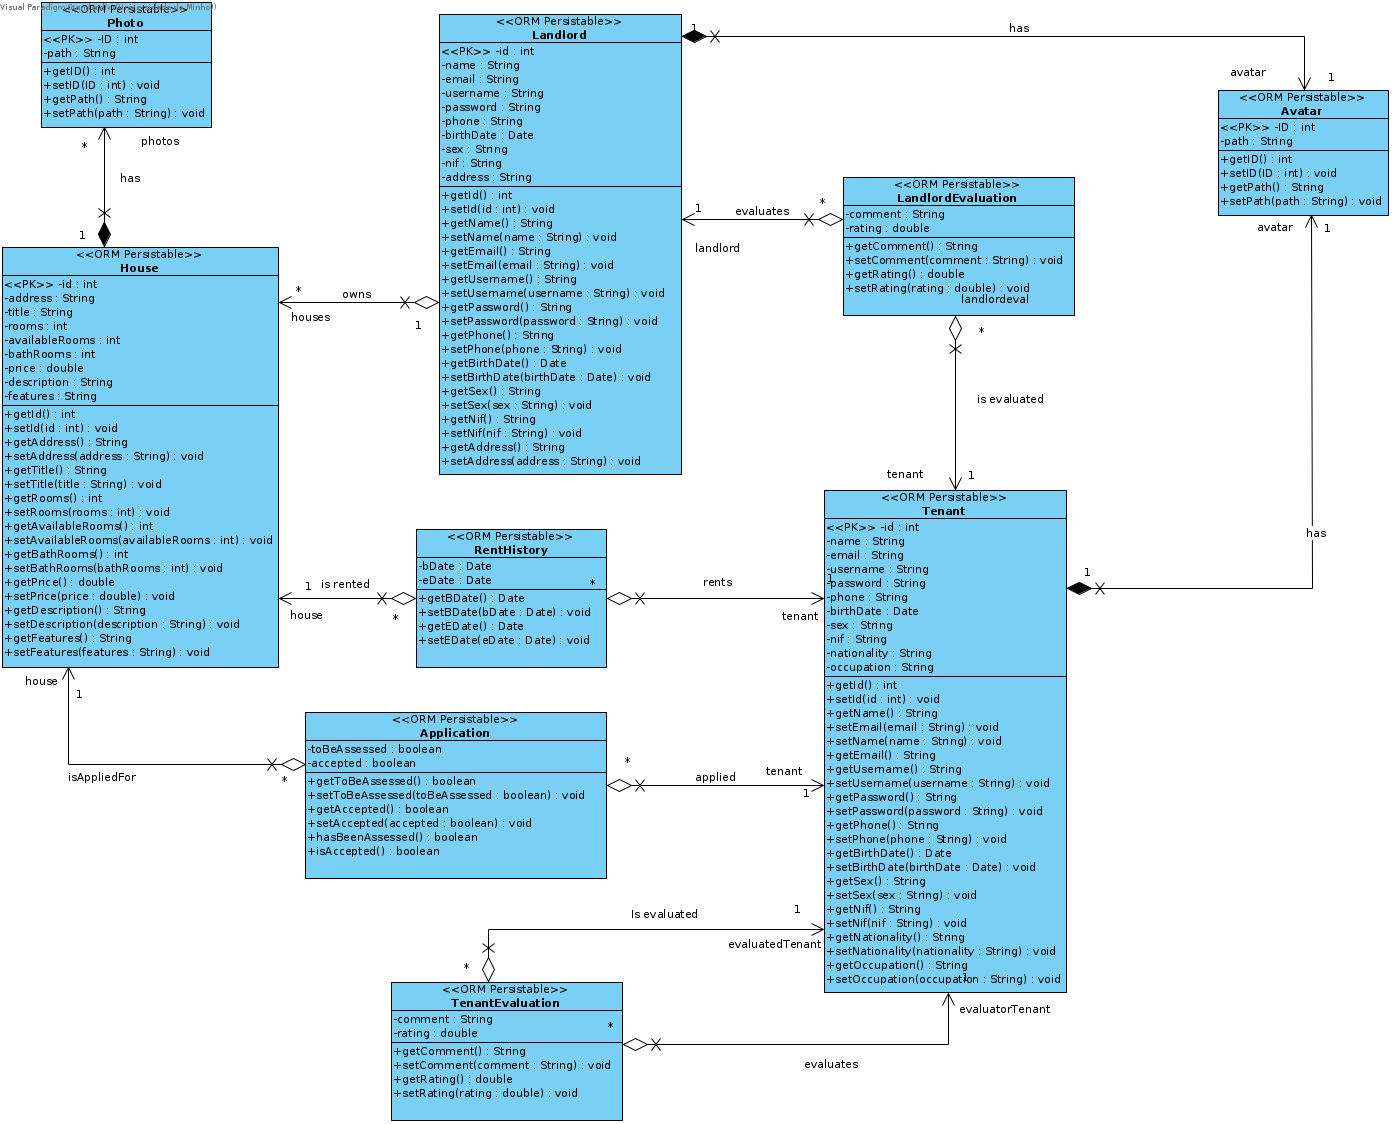 Visual Paradigm
<<ORM Persistable>>
Photo
<<PK>> -ID : int
-path : String
+getID() : int
+setID(ID : int) : void
+getPath() : String
+setPath(path : String) : void
*
photos
has
1
<<ORM Persistable>>
House
<<PK>> -id : int
-address : String
-title : String
-rooms : int
-availableRooms : int
-bathRooms : int
-price : double
-description : String
-features : String
+getId() : int
+setId(id : int) : void
+getAddress() : String
+setAddress(address : String) : void
+getTitle() : String
+setTitle(title : String) : void
+getRooms() : int
+setRooms(rooms : int) : void
+getAvailableRooms() : int
+setAvailableRooms(availableRooms : int) : void
+getBathRooms() : int
+setBathRooms(bathRooms : int) : void
+getPrice() : double
+setPrice(price : double) : void
+getDescription() : String
+setDescription(description : String) : void
+getFeatures() : String
+setFeatures(features : String) : void
*
owns
houses
1
<<ORM Persistable>>
Landlord
<<PK>> -id : int
-name : String
-email : String
-username : String
-password : String
-phone : String
-birthDate : Date
-sex : String
-nif : String
-address : String
+getId() : int
+setId(id : int) : void
+getName() : String
+setName(name : String) : void
+getEmail() : String
+setEmail(email : String) : void
+getUsername() : String
+setUsername(username : String) : void
+getPassword() : String
+setPassword(password : String) : void
+getPhone() : String
+setPhone(phone : String) : void
+getBirthDate() : Date
+setBirthDate(birthDate : Date) : void
+getSex() : String
+setSex(sex : String) : void
+getNif() : String
+setNif(nif : String) : void
+getAddress() : String
+setAddress(address : String) : void
1
has
avatar
1
<<ORM Persistable>>
Avatar
<<PK>> -ID : int
-path : String
+getID() : int
+setID(ID : int) : void
+getPath() : String
+setPath(path : String) : void
avatar
1
has
1
1
evaluates
*
landlord
<<ORM Persistable>>
LandlordEvaluation
-comment : String
-rating : double
+getComment() : String
+setComment(comment : String) : void
+getRating() : double
+setRating(rating : double) : void
landlordeval
*
is evaluated
tenant
1
<<ORM Persistable>>
Tenant
<<PK>> -id : int
-name : String
-email : String
-username : String
1
-password : String
-phone : String
-birthDate : Date
-sex : String
-nif : String
-nationality : String
-occupation : String
+getId() : int
+setId(id : int) : void
+getName() : String
+setEmail(email : String) : void
+setName(name : String) : void
+getEmail() : String
+getUsername() : String
+setUsername(username : String) : void
+getPassword() : String
+setPassword(password : String) : void
+getPhone() : String
+setPhone(phone : String) : void
+getBirthDate() : Date
+setBirthDate(birthDate : Date) : void
+getSex() : String
+setSex(sex : String) : void
+getNif() : String
+setNif(nif : String) : void
+getNationality() : String
+setNationality(nationality : String) : void
+getOccupation() : String
+setOccupation(occupation : String) : void
1
<<ORM Persistable>>
RentHistory
-bDate : Date
-eDate : Date
*
+getBDate() : Date
+setBDate(bDate : Date) : void
+getEDate() : Date
+setEDate(eDate : Date) : void
1
is rented
house
*
rents
tenant
house
1
isAppliedFor
*
<<ORM Persistable>>
Application
-toBeAssessed : boolean
-accepted : boolean
+getToBeAssessed() : boolean
+setToBeAssessed(toBeAssessed : boolean) : void
+getAccepted() : boolean
+setAccepted(accepted : boolean) : void
+hasBeenAssessed() : boolean
+isAccepted() : boolean
*
applied
tenant
1
Is evaluated
1
evaluatedTenant
*
<<ORM Persistable>>
TenantEvaluation
-comment : String
-rating : double
*
+getComment() : String
+setComment(comment : String) : void
+getRating() : double
+setRating(rating : double) : void
evaluatorTenant
evaluates